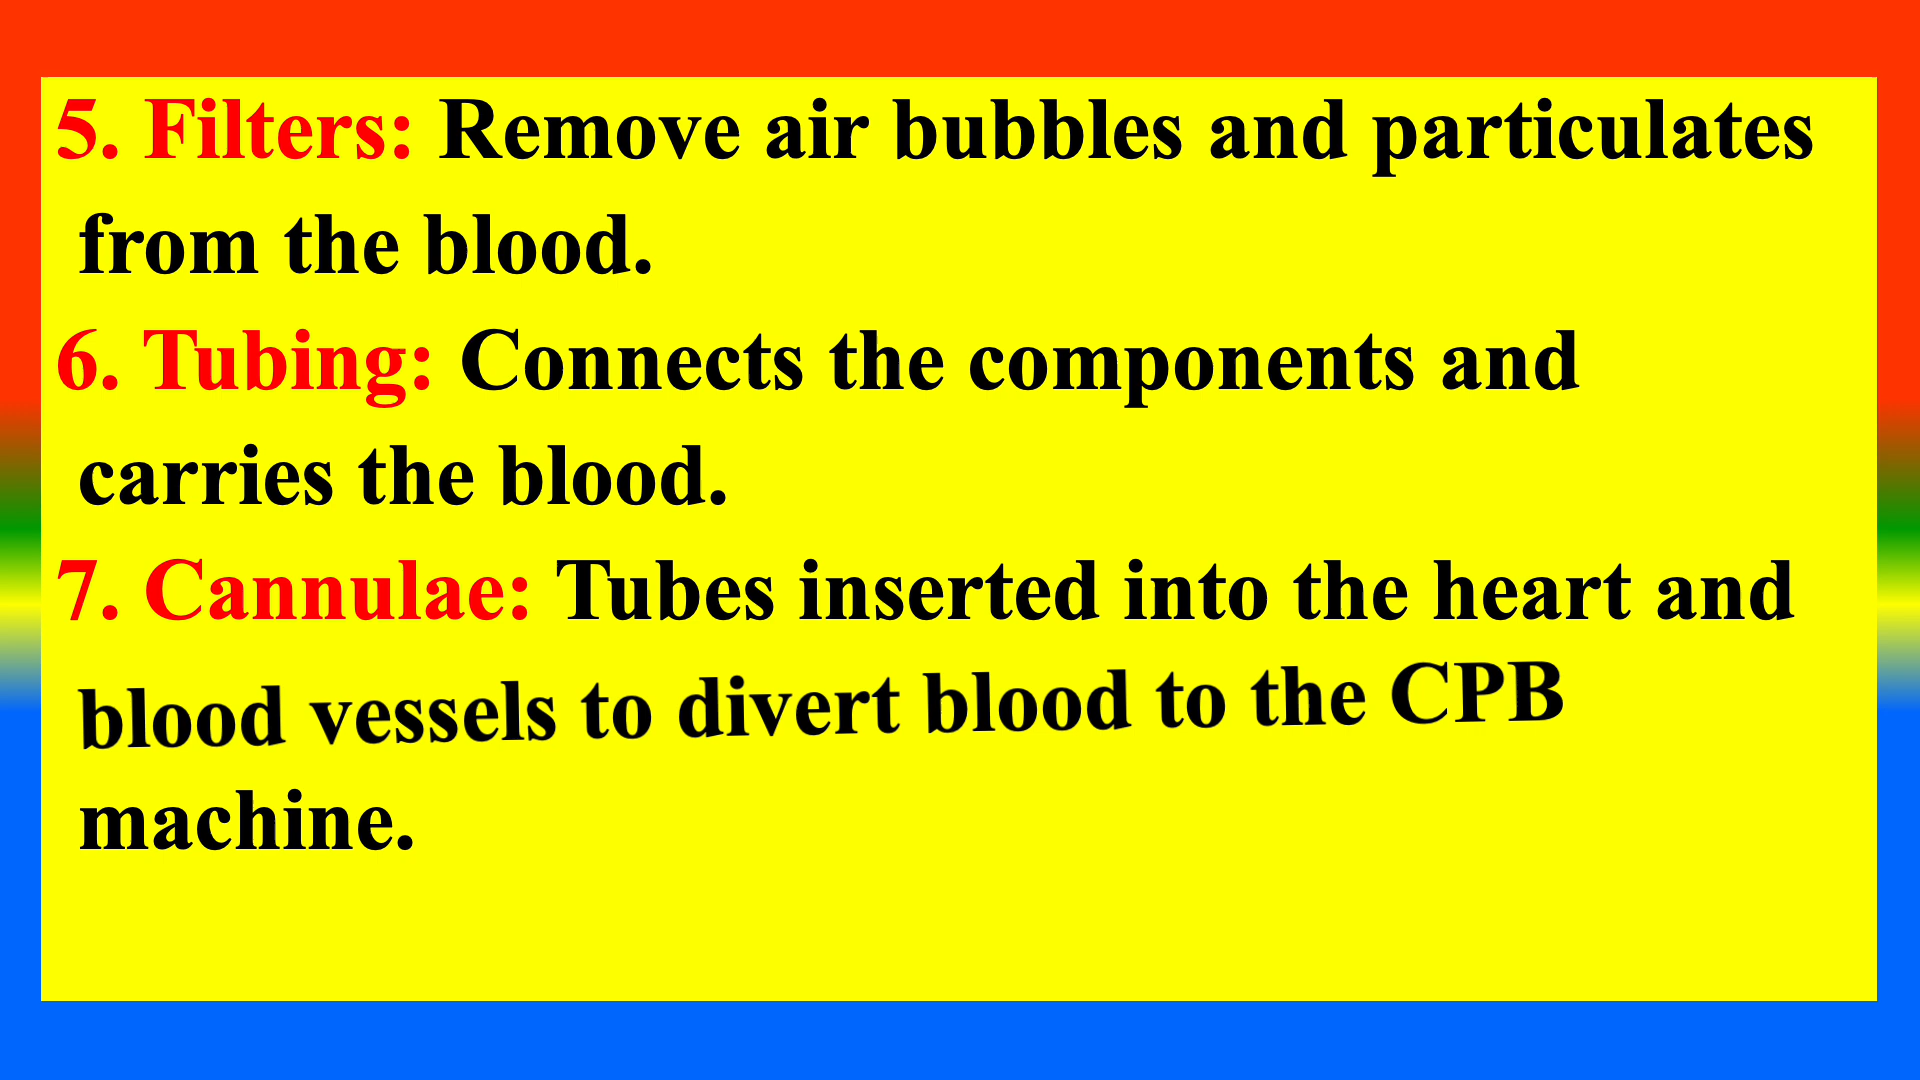 5. Filters: Remove air bubbles and particulates
from the blood.
6. Tubing: Connects the components and
carries the blood.
7. Cannulae: Tubes inserted into the heart and
blood vessels to divert blood to the CPB
machine.